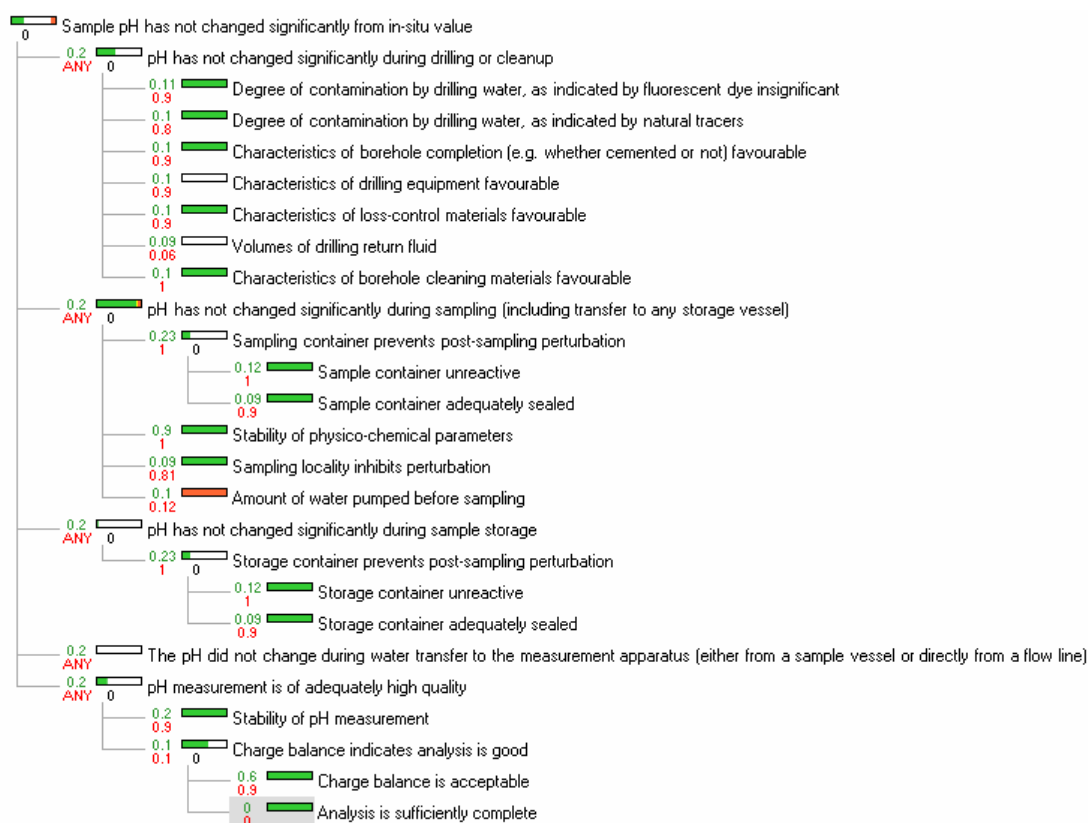 Sample pH has not changed significantly from in-situ value
0
0.2
ANY
0
pH has not changed significantly during drilling or cleanup
0.11
0.9
Degree of contamination by drilling water, as indicated by fluorescent dye insignificant
0.1
0.8
Degree of contamination by drilling water, as indicated by natural tracers
0.1
0.9
Characteristics of borehole completion (e.g. whether cemented or not) favourable
0.1
0.9
Characteristics of drilling equipment favourable
0.1
0.9
Characteristics of loss-control materials favourable
0.09
0.06
Volumes of drilling return fluid
0.1
1
Characteristics of borehole cleaning materials favourable
0.2
ANY
0
pH has not changed significantly during sampling (including transfer to any storage vessel)
0.23
1
0
Sampling container prevents post-sampling perturbation
0.12
1
Sample container unreactive
0.09
0.9
Sample container adequately sealed
0.9
1
Stability of physico-chemical parameters
0.09
0.81
Sampling locality inhibits perturbation
0.1
0.12
Amount of water pumped before sampling
0.2
ANY
0
pH has not changed significantly during sample storage
0.23
1
0
Storage container prevents post-sampling perturbation
0.12
1
Storage container unreactive
0.09
0.9
Storage container adequately sealed
0.2
ANY
The pH did not change during water transfer to the measurement apparatus (either from a sample vessel or directly from a flow line)
0.2
ANY
0
pH measurement is of adequately high quality
0.2
0.9
Stability of pH measurement
0.1
0.1
0
Charge balance indicates analysis is good
0.6
0.9
Charge balance is acceptable
0
0
Analysis is sufficiently complete